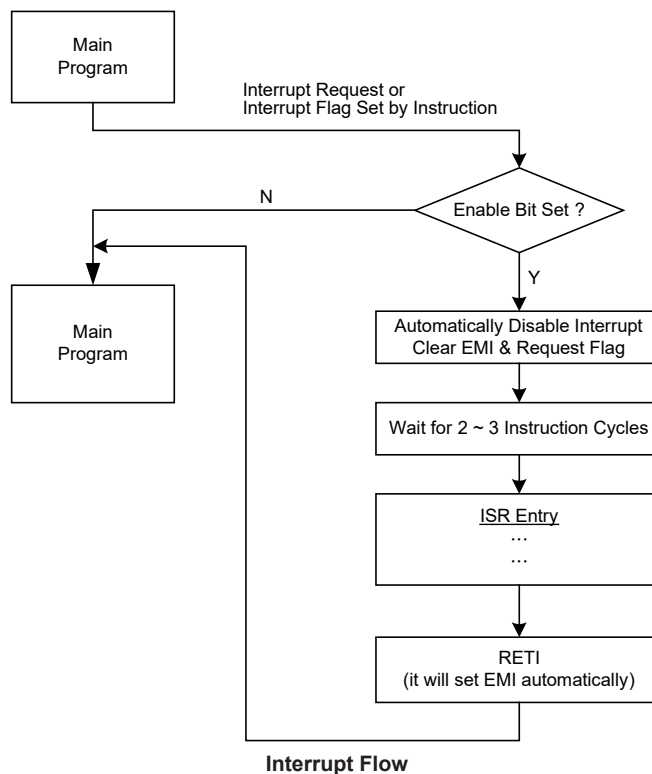 Main
Program
Interrupt Request or
Interrupt Flag Set by Instruction
Enable Bit Set ?
N
Y
Main
Program
Automatically Disable Interrupt
Clear EMI & Request Flag
Wait for 2 ~ 3 Instruction Cycles
ISR Entry
...
...
RETI
(it will set EMI automatically)
Interrupt Flow